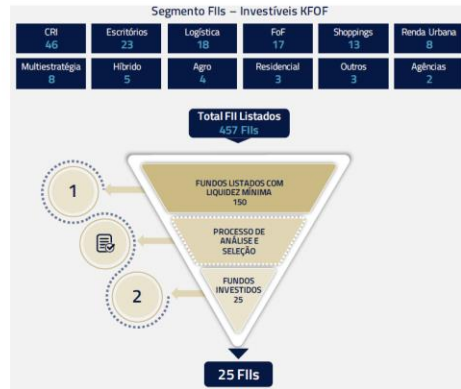 Segmento FIIs – Investíveis KFOF
CRI Escritórios Logística FoF Shoppings Renda Urbana
46 23 18 17 13 8
Multiestratégia Híbrido Agro Residencial Outros Agências
8 5 4 3 3 2
Total FII Listados
457 FIIs
1
FUNDOS LISTADOS COM
LIQUIDEZ MÍNIMA
150
PROCESSO DE
ANÁLISE E
SELEÇÃO
2
FUNDOS
INVESTIDOS
25
25 FIIs